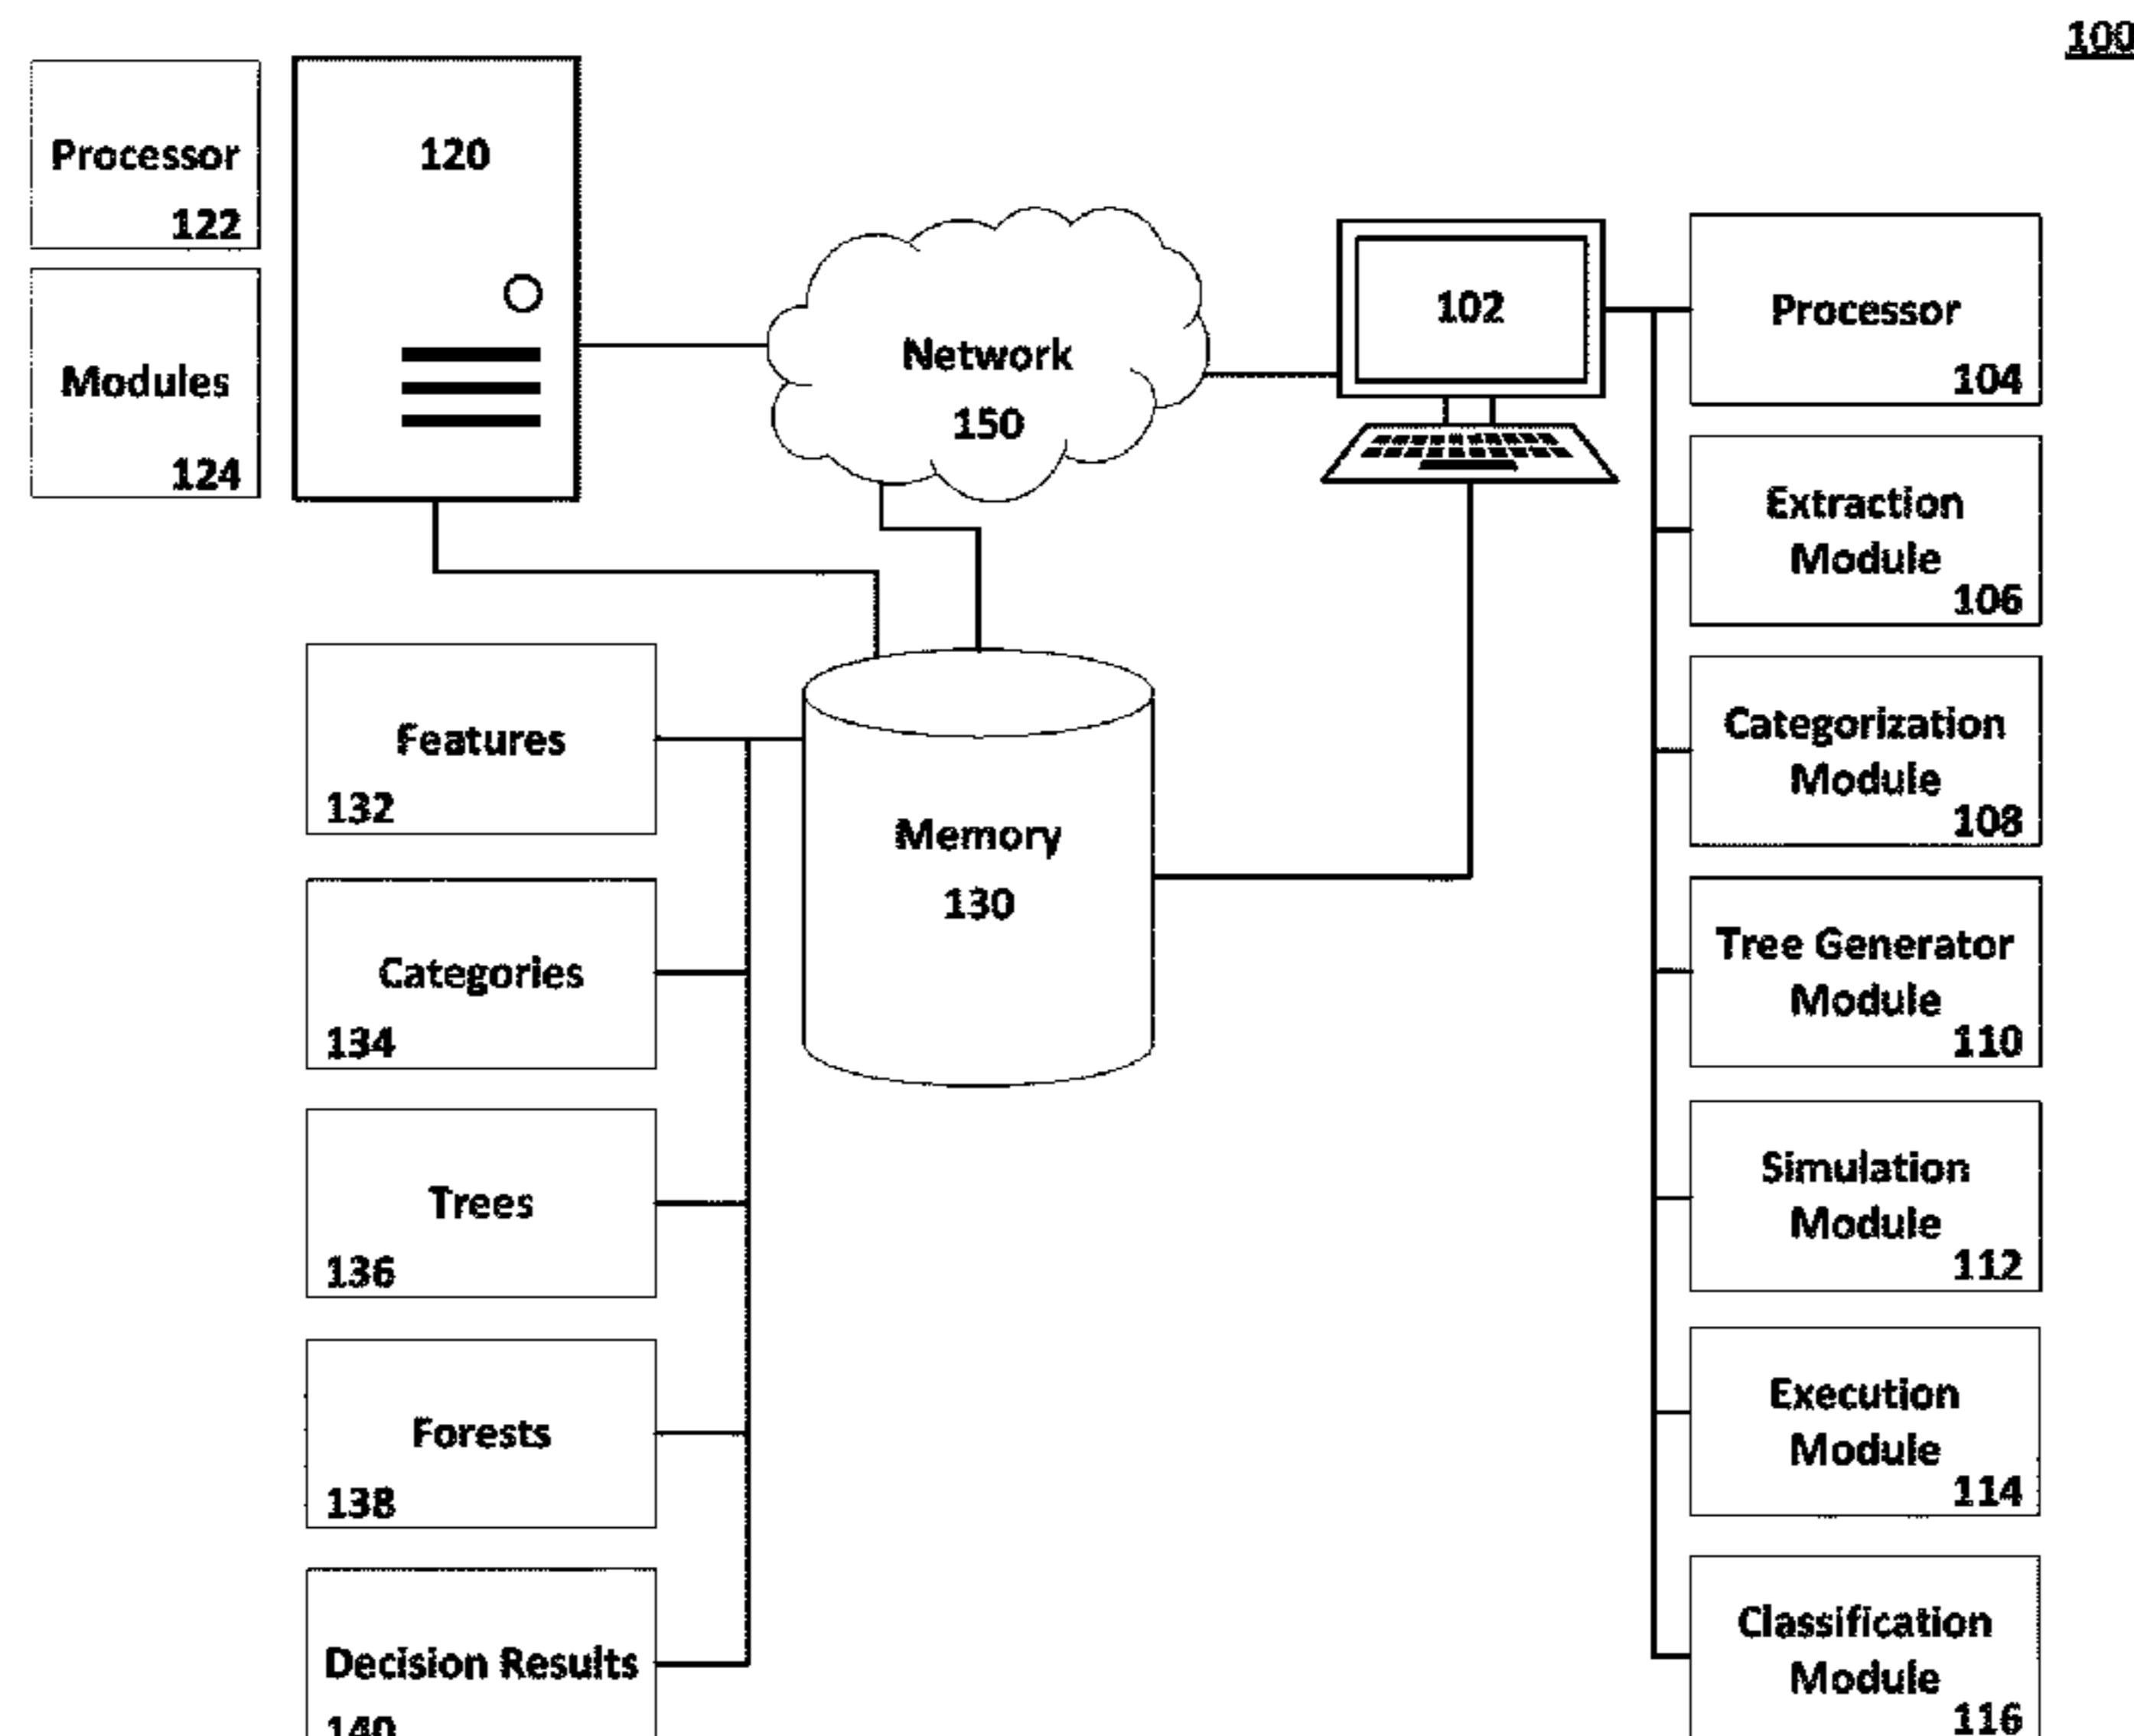 100
Processor
122
120
Modules
124
Network
150
102
Processor
104
Extraction
Module
106
Categorization
Module
108
Tree Generator
Module
110
Simulation
Module
112
Execution
Module
114
Classification
Module
116
Memory
130
Features
132
Categories
134
Trees
136
Forests
138
Decision Results
140